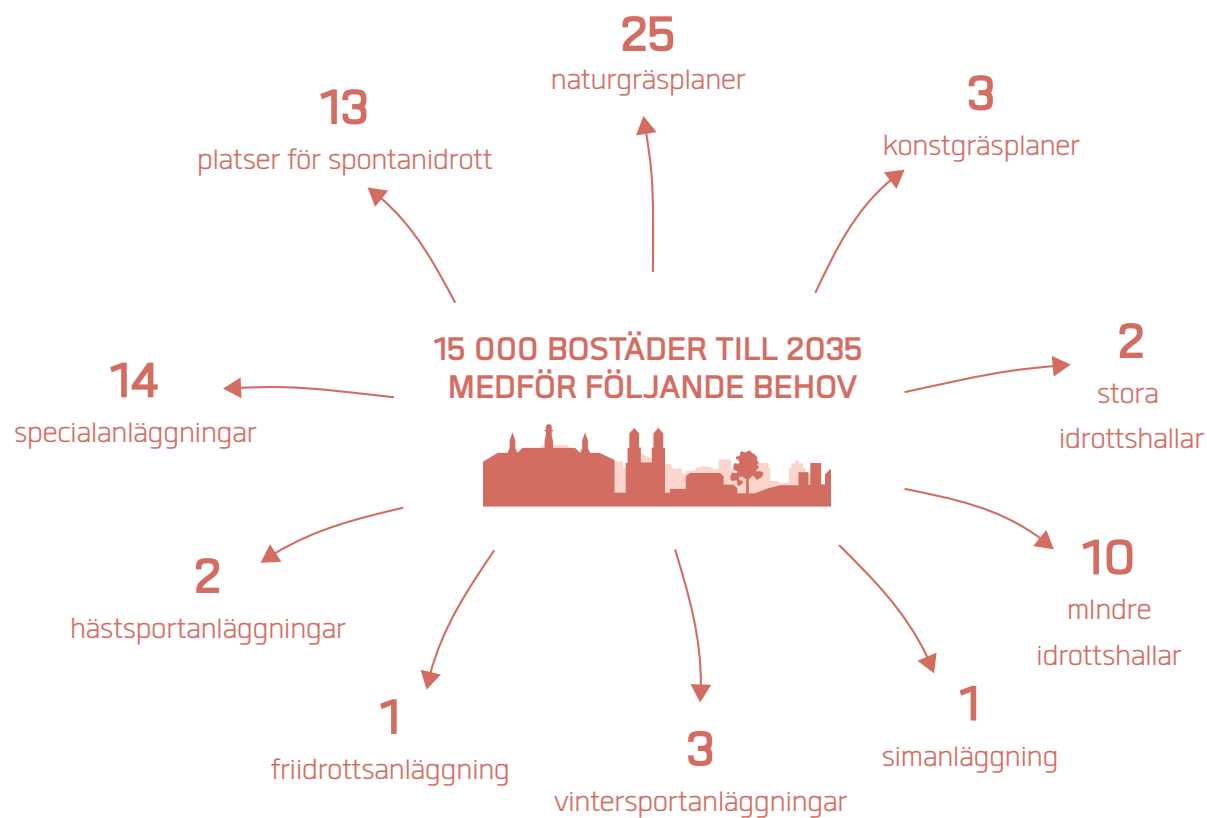 25
naturgräsplaner
3
konstgräsplaner
13
platser för spontanidrott
15 000 BOSTÄDER TILL 2035
MEDFÖR FÖLJANDE BEHOV
2
stora
idrottshallar
14
specialanläggningar
10
mIndre
idrottshallar
2
hästsportanläggningar
1
simanläggning
1
friidrottsanläggning
3
vintersportanläggningar